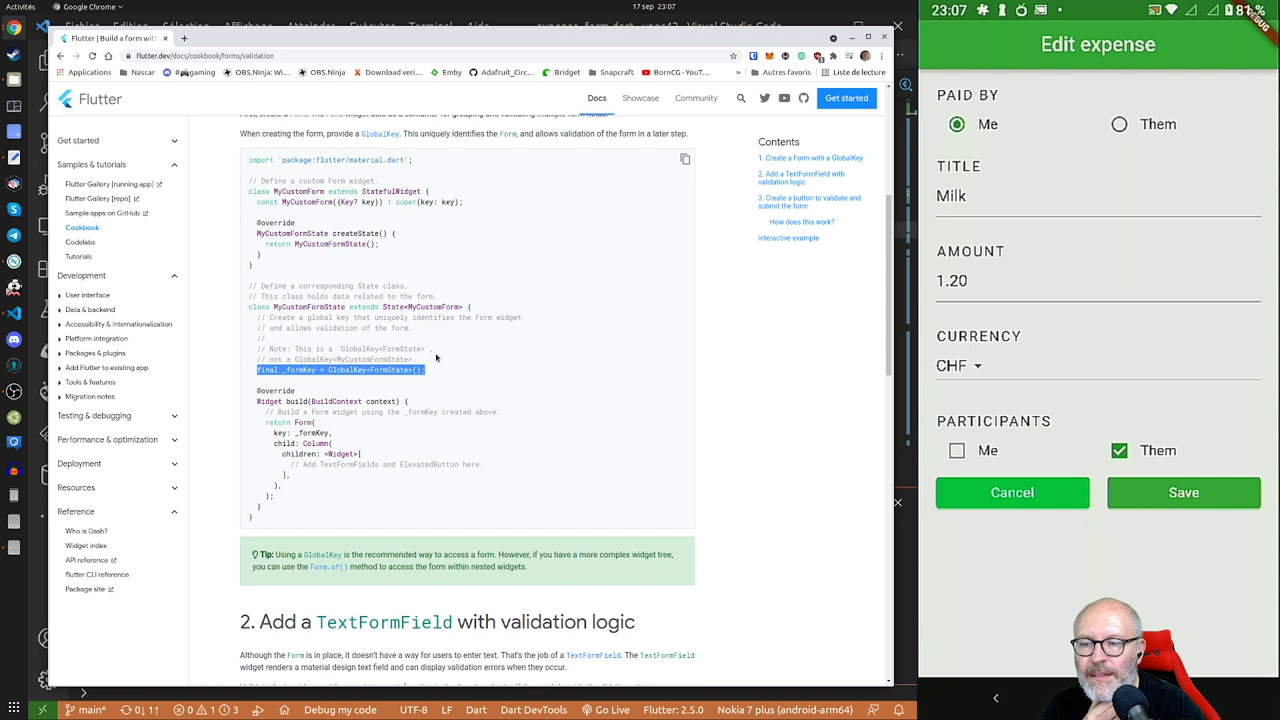 Activités
Google Chrome
17 sep 23:07
Flutter | Build a form with
flutter.dev/docs/cookbook/forms/validation
Applications
Nascar
OBS.Ninja: Wi...
OBS.Ninja
Download veri...
Emby
Adafruit_Circ...
Bridget
Snapcraft
BornCG - YouT...
»
Autres favoris
Liste de lecture
Flutter
Docs
Showcase
Community
Get started
Get started
Samples & tutorials
Flutter Gallery [running app]
Flutter Gallery [repo]
Sample apps on GitHub
Cookbook
Codelabs
Tutorials
Development
User interface
Data & backend
Accessibility & internationalization
Platform integration
Packages & plugins
Add Flutter to existing app
Tools & features
Migration notes
Testing & debugging
Performance & optimization
Deployment
Resources
Reference
Who is Dash?
Widget index
API reference
flutter CLI reference
Package site
When creating the form, provide a GlobalKey. This uniquely identifies the Form, and allows validation of the form in a later step.
import 'package:flutter/material.dart';
// Define a custom Form widget.
class MyCustomForm extends StatefulWidget {
const MyCustomForm({Key? key}) : super(key: key);
@override
MyCustomFormState createState() {
return MyCustomFormState();
}
}
// Define a corresponding State class.
// This class holds data related to the form.
class MyCustomFormState extends State<MyCustomForm> {
// Create a global key that uniquely identifies the Form widget
// and allows validation of the form.
//
// Note: This is a `GlobalKey<FormState>`,
// not a GlobalKey<MyCustomFormState>.
final _formKey = GlobalKey<FormState>();
@override
Widget build(BuildContext context) {
// Build a Form widget using the _formKey created above.
return Form(
key: _formKey,
child: Column(
children: <Widget>[
// Add TextFormFields and ElevatedButton here.
],
),
);
}
}
Tip: Using a GlobalKey is the recommended way to access a form. However, if you have a more complex widget tree,
you can use the Form.of() method to access the form within nested widgets.
2. Add a TextFormField with validation logic
Although the Form is in place, it doesn't have a way for users to enter text. That's the job of a TextFormField. The TextFormField
widget renders a material design text field and can display validation errors when they occur.
Contents
1. Create a Form with a GlobalKey
2. Add a TextFormField with
validation logic
3. Create a button to validate and
submit the form
How does this work?
Interactive example
main*
0↓ 1↑
0
1
3
Debug my code
UTF-8
LF
Dart
Dart DevTools
Flutter: 2.5.0
Nokia 7 plus (android-arm64)
23:07
DEBUG
Edit expense
PAID BY
Me
Them
TITLE
Milk
AMOUNT
1.20
CURRENCY
CHF
PARTICIPANTS
Me
Them
Cancel
Save